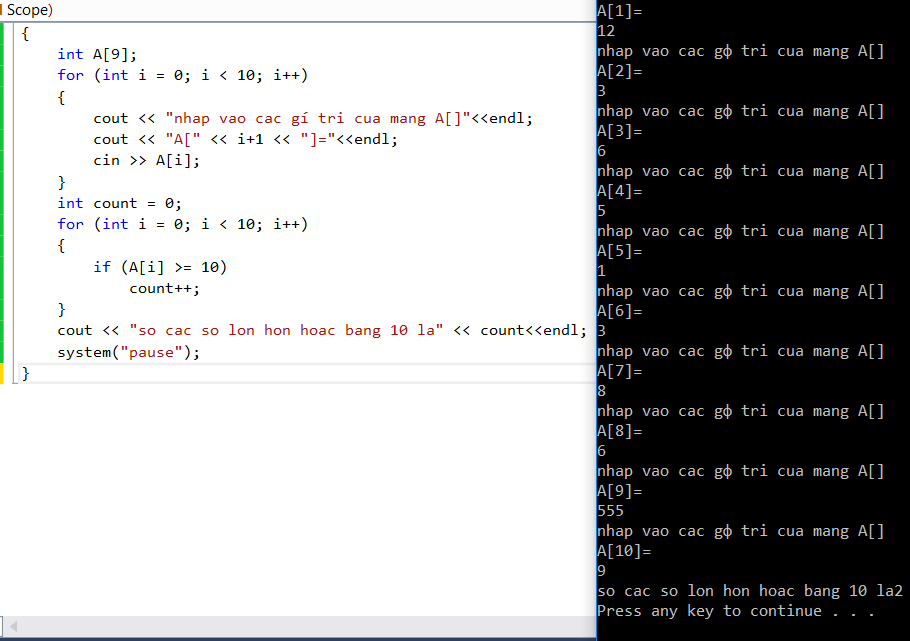 Scope)
{
int A[9];
for (int i = 0; i < 10; i++)
{
cout << "nhap vao cac gí tri cua mang A[]"<<endl;
cout << "A[" << i+1 << "]="<<endl;
cin >> A[i];
}
int count = 0;
for (int i = 0; i < 10; i++)
{
if (A[i] >= 10)
count++;
}
cout << "so cac so lon hon hoac bang 10 la" << count<<endl;
system("pause");
}
A[1]=
12
nhap vao cac gφ tri cua mang A[]
A[2]=
3
nhap vao cac gφ tri cua mang A[]
A[3]=
6
nhap vao cac gφ tri cua mang A[]
A[4]=
5
nhap vao cac gφ tri cua mang A[]
A[5]=
1
nhap vao cac gφ tri cua mang A[]
A[6]=
3
nhap vao cac gφ tri cua mang A[]
A[7]=
8
nhap vao cac gφ tri cua mang A[]
A[8]=
6
nhap vao cac gφ tri cua mang A[]
A[9]=
555
nhap vao cac gφ tri cua mang A[]
A[10]=
9
so cac so lon hon hoac bang 10 la2
Press any key to continue . . .